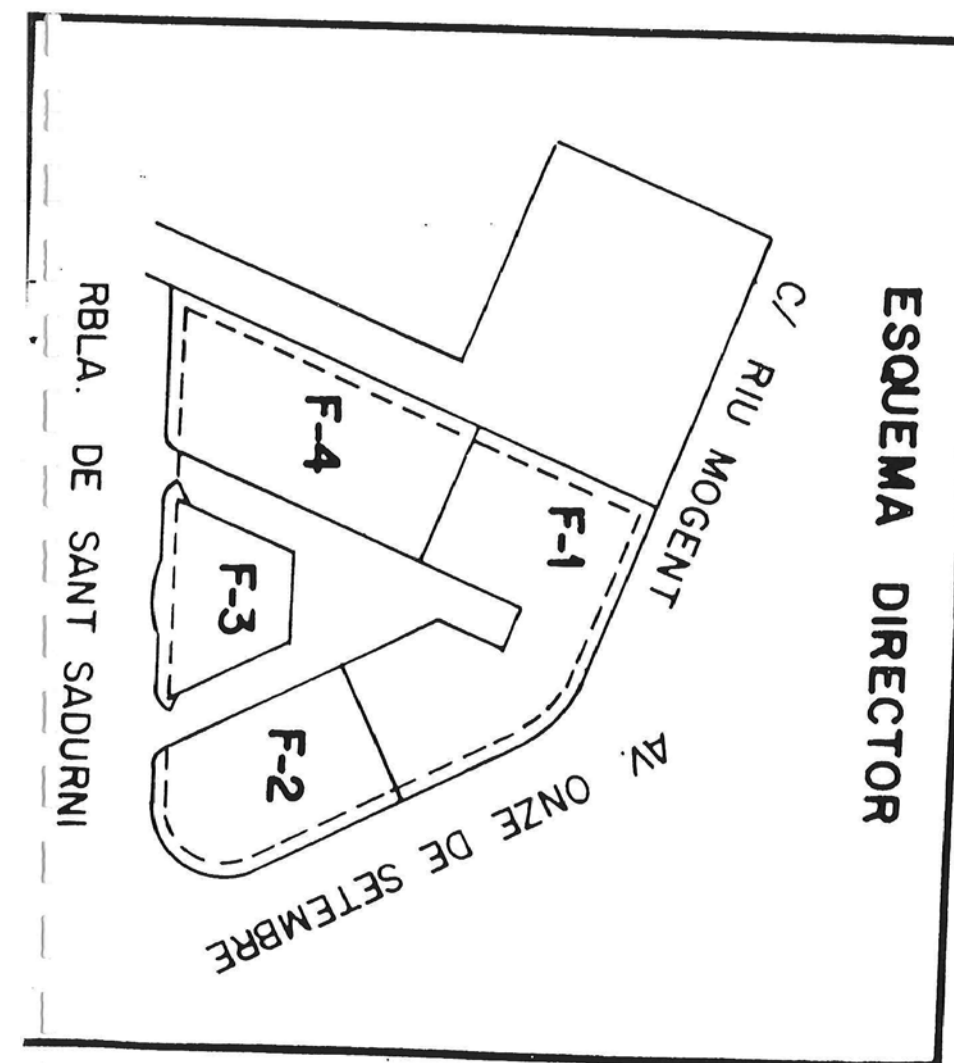 ESQUEMA DIRECTOR
C/ RIU MOGENT
F-1
F-4
F-3
F-2
AV. ONZE DE SETEMBRE
RBLA. DE SANT SADURNI